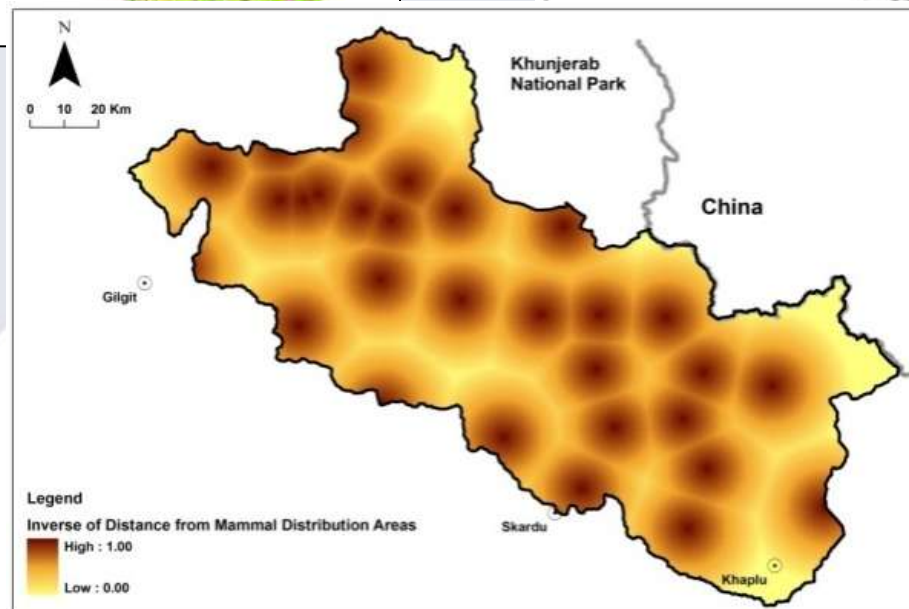 N
0 10 20 Km
Khunjerab
National Park
China
Gilgit
Legend
Inverse of Distance from Mammal Distribution Areas
High : 1.00
Low : 0.00
Skardu
Khaplu